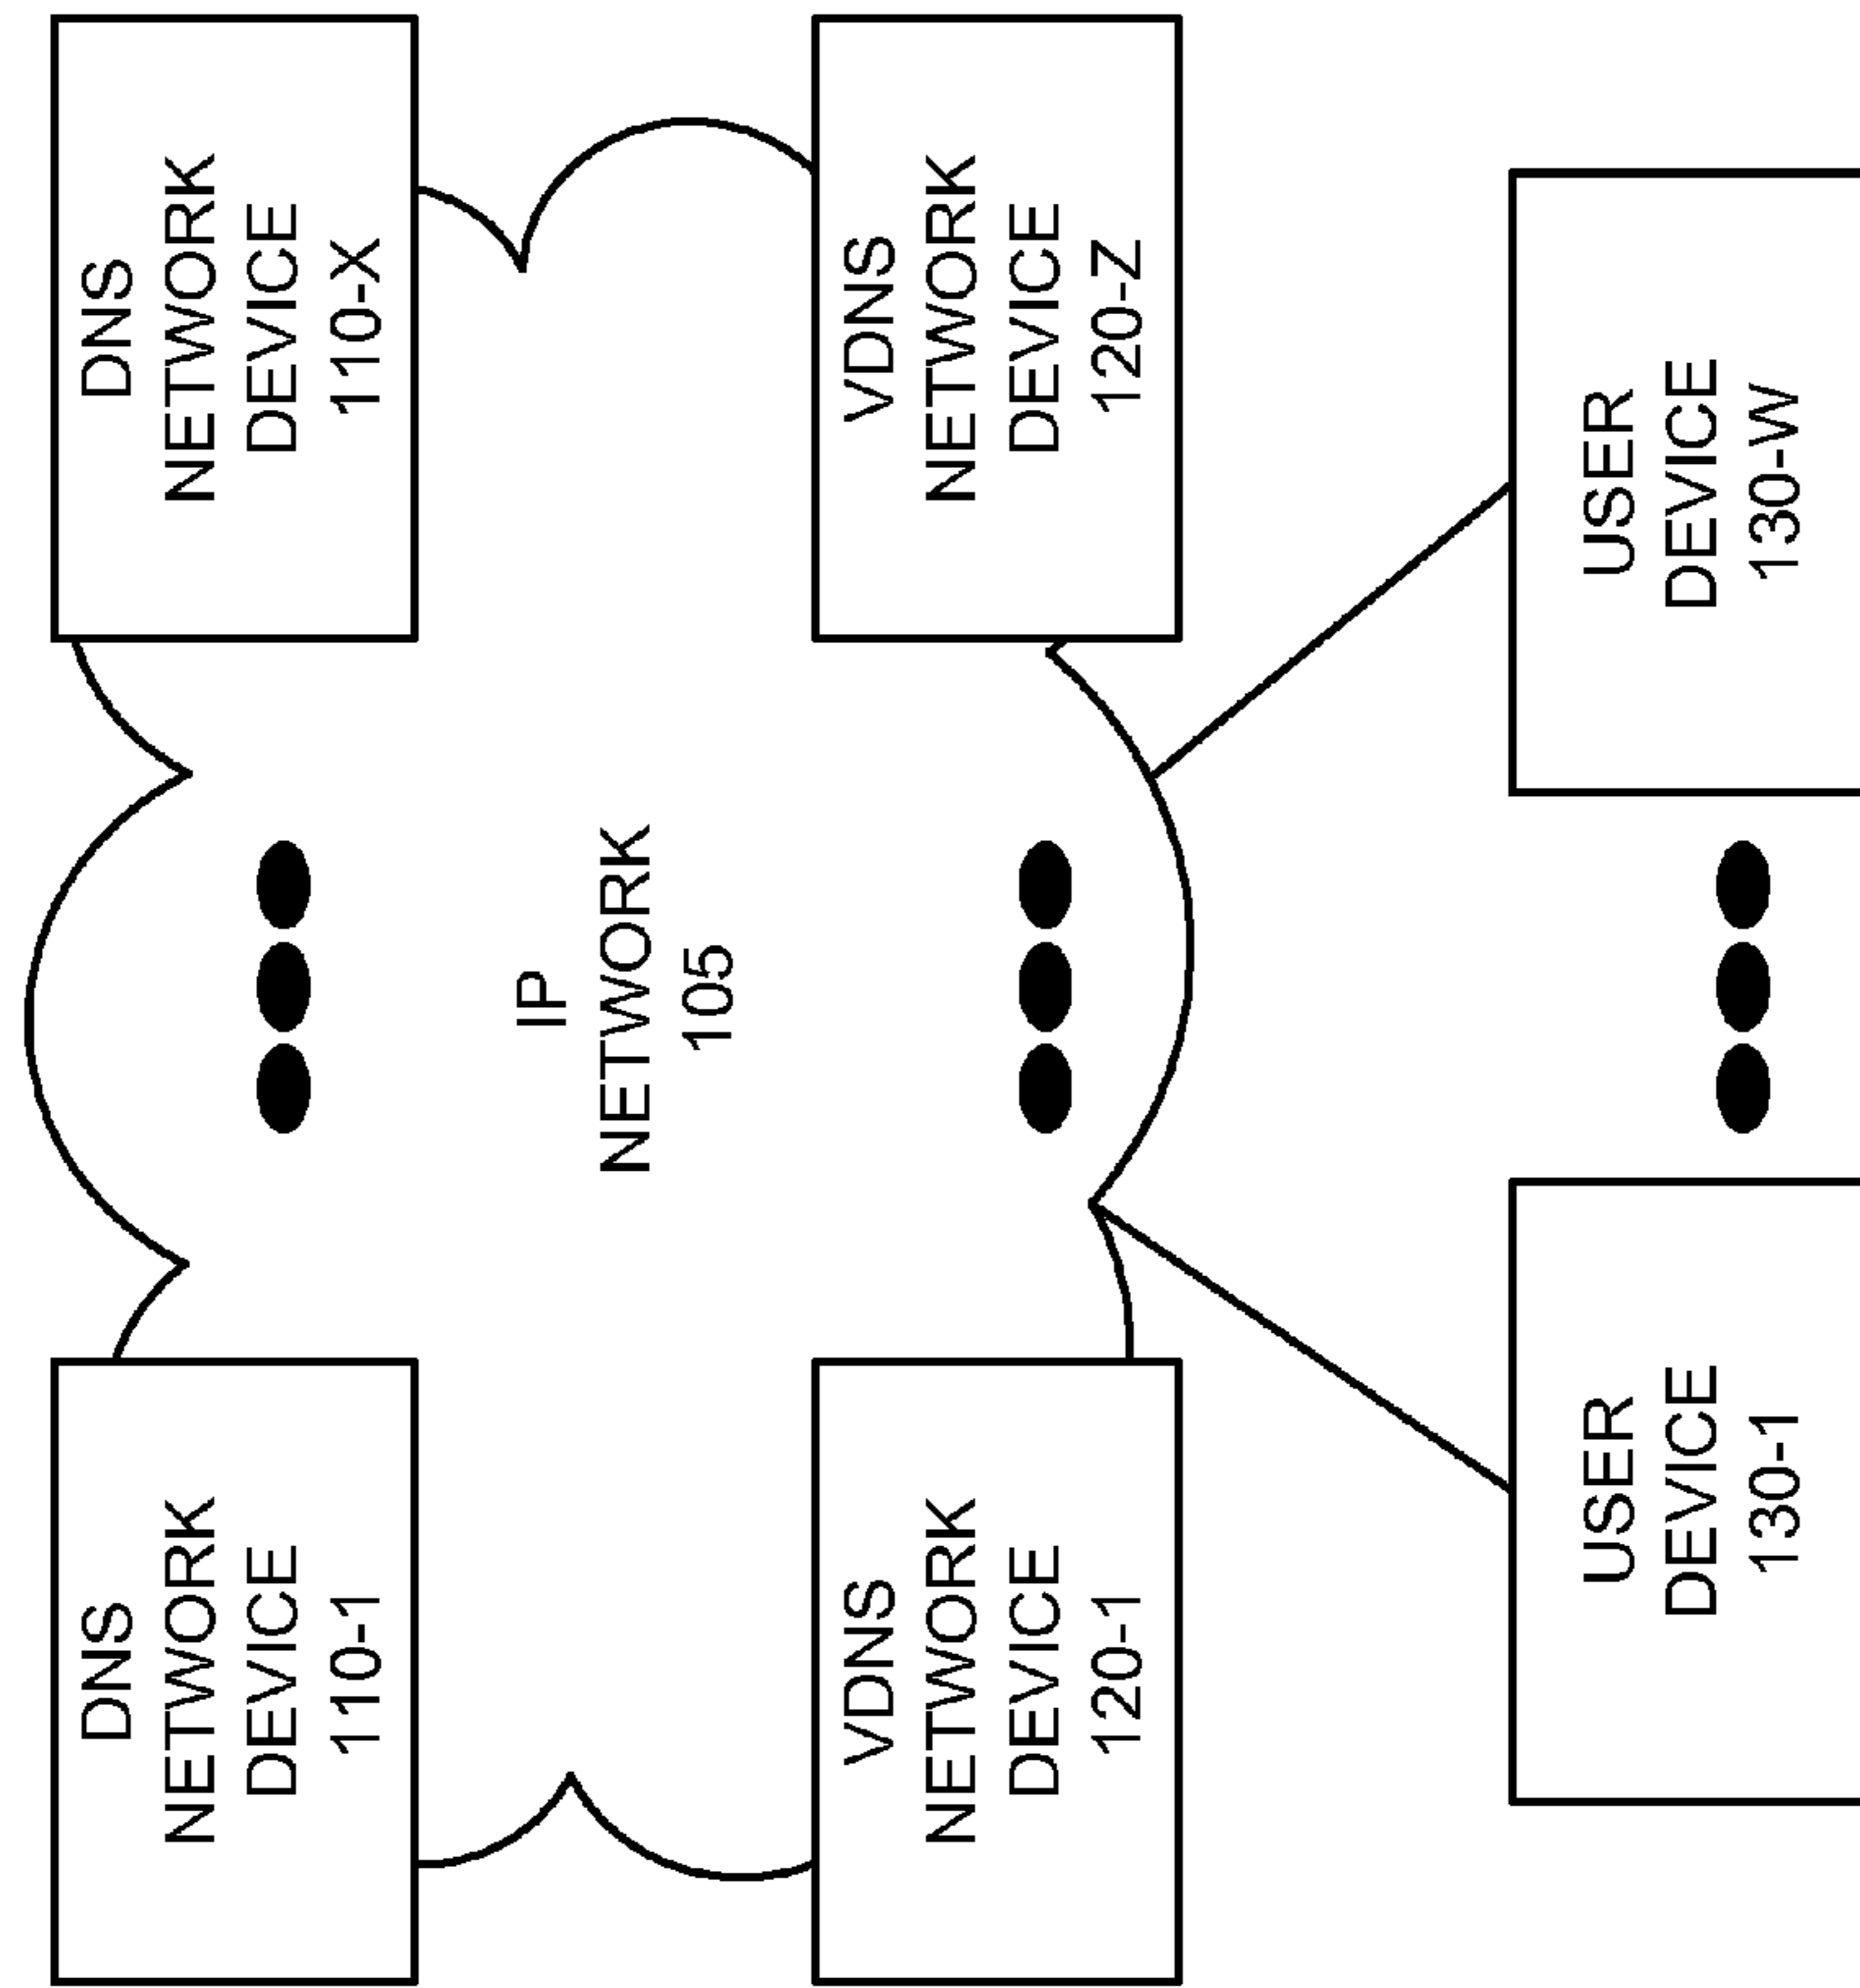 DNS
NETWORK
DEVICE
110-1
DNS
NETWORK
DEVICE
110-X
IP
NETWORK
105
VDNS
NETWORK
DEVICE
120-1
VDNS
NETWORK
DEVICE
120-Z
USER
DEVICE
130-1
USER
DEVICE
130-W